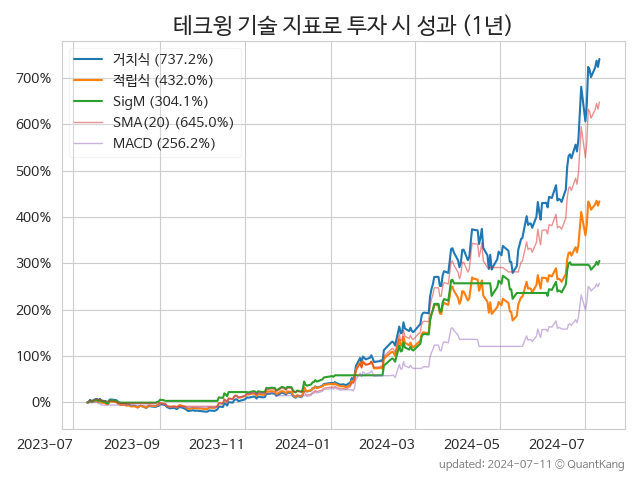 테크윙 기술 지표로 투자 시 성과 (1년)
거치식 (737.2%)
적립식 (432.0%)
SigM (304.1%)
SMA(20) (645.0%)
MACD (256.2%)
700%
600%
500%
400%
300%
200%
100%
0%
2023-07
2023-09
2023-11
2024-01
2024-03
2024-05
2024-07
updated: 2024-07-11 © QuantKang